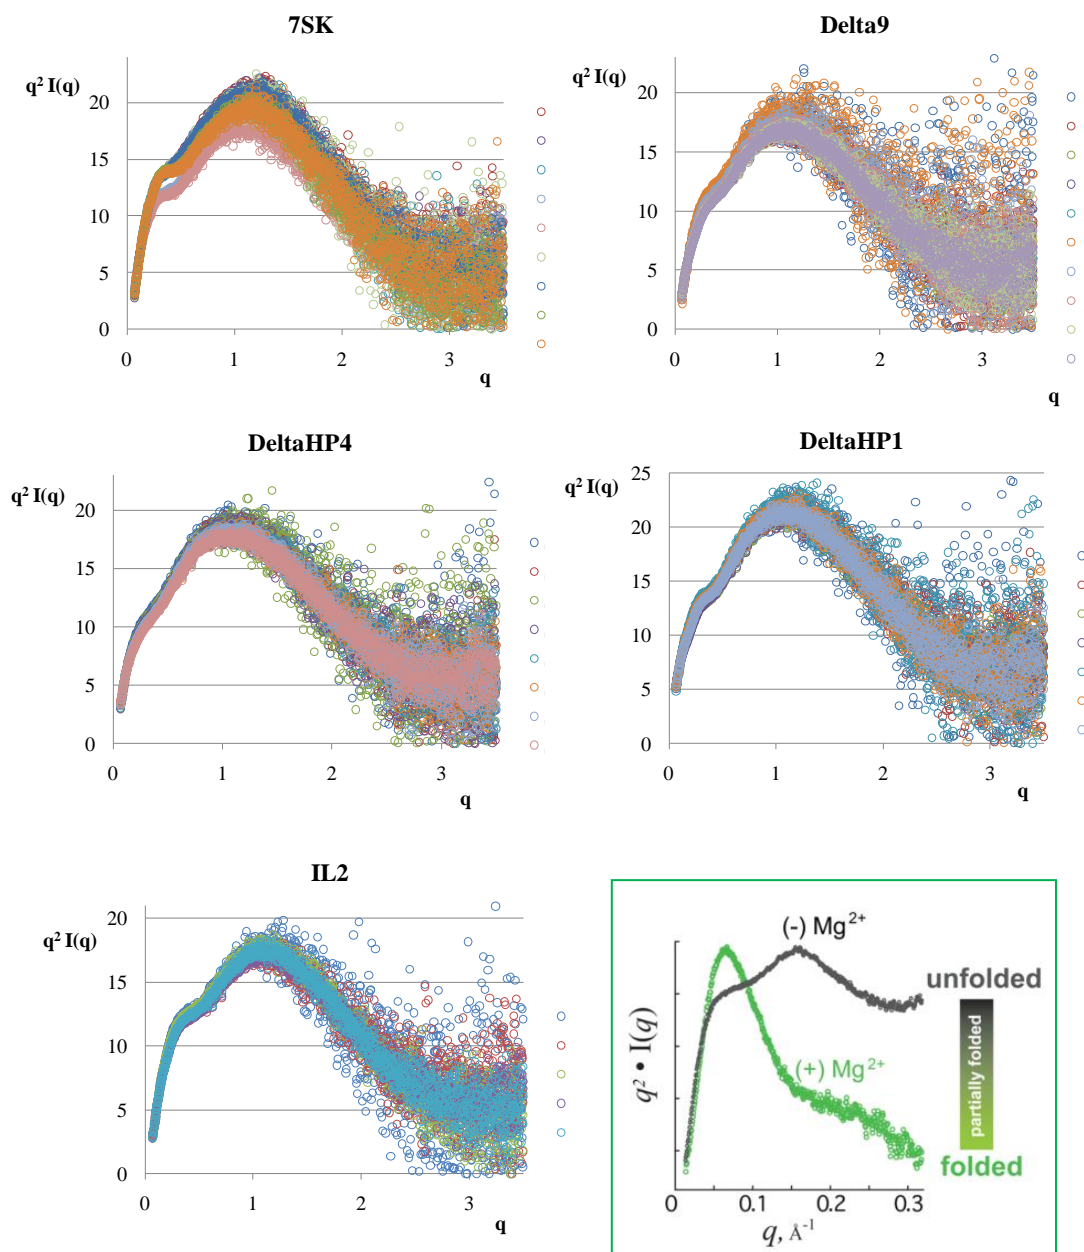 7SK
q² I(q)
20
15
10
5
0
0 1 2 3
q
Delta9
q² I(q)
20
15
10
5
0
0 1 2 3
q
DeltaHP4
q² I(q)
20
15
10
5
0
0 1 2 3
q
DeltaHP1
q² I(q)
25
20
15
10
5
0
0 1 2 3
q
IL2
q² I(q)
20
15
10
5
0
0 1 2 3
q
(-) Mg²⁺
unfolded
partially folded
folded
(+) Mg²⁺
q² • I(q)
0 0.1 0.2 0.3
q, Å⁻¹